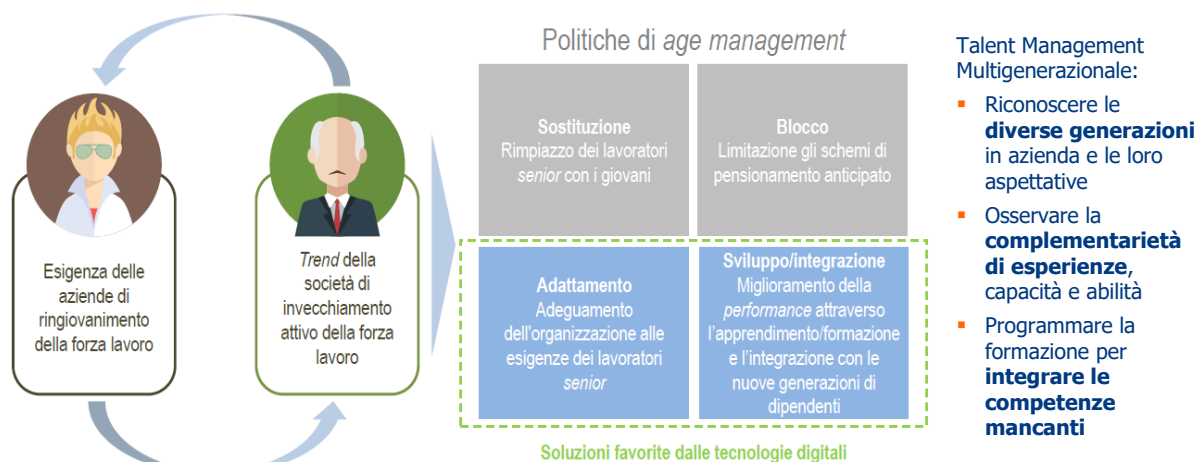 Esigenza delle
aziende di
ringiovanimento
della forza lavoro
Trend della
società di
invecchiamento
attivo della forza
lavoro
Politiche di age management
Sostituzione
Rimpiazzo dei lavoratori
senior con i giovani
Blocco
Limitazione gli schemi di
pensionamento anticipato
Adattamento
Adeguamento
dell'organizzazione alle
esigenze dei lavoratori
senior
Sviluppo/integrazione
Miglioramento della
performance attraverso
l'apprendimento/formazione
e l'integrazione con le
nuove generazioni di
dipendenti
Soluzioni favorite dalle tecnologie digitali
Talent Management
Multigenerazionale:
▪ Riconoscere le
diverse generazioni
in azienda e le loro
aspettative
▪ Osservare la
complementarietà
di esperienze,
capacità e abilità
▪ Programmare la
formazione per
integrare le
competenze
mancanti